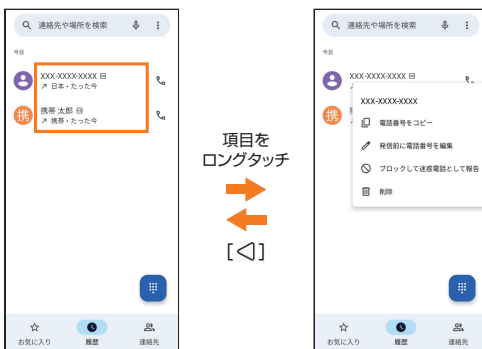 連絡先や場所を検索
今日
XXX-XXXX-XXXX
日本・たった今
携
携帯 太郎
携帯・たった今
お気に入り
履歴
連絡先
項目を
ロングタッチ
[◁]
連絡先や場所を検索
今日
XXX-XXXX-XXXX
携
XXX-XXXX-XXXX
電話番号をコピー
発信前に電話番号を編集
ブロックして迷惑電話として報告
削除
お気に入り
履歴
連絡先